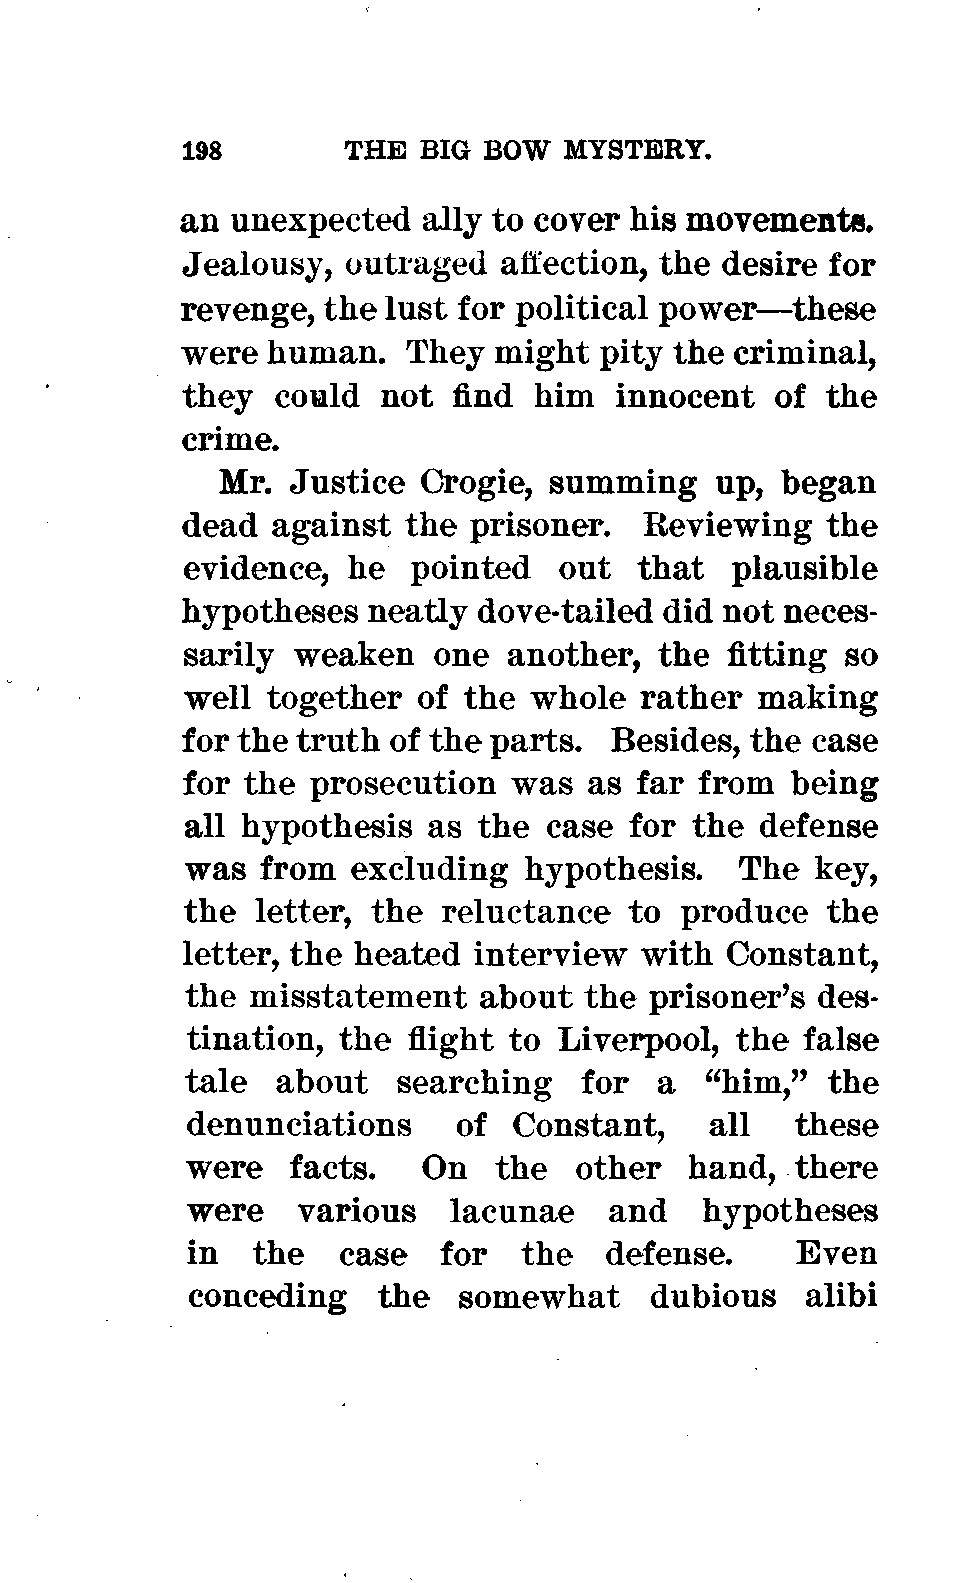 198 THE BIG BOW MYSTERY.
an unexpected ally to cover his movements.
Jealousy, outraged affection, the desire for
revenge, the lust for political power—these
were human. They might pity the criminal,
they could not find him innocent of the
crime.
Mr. Justice Crogie, summing up, began
dead against the prisoner. Reviewing the
evidence, he pointed out that plausible
hypotheses neatly dove-tailed did not neces-
sarily weaken one another, the fitting so
well together of the whole rather making
for the truth of the parts. Besides, the case
for the prosecution was as far from being
all hypothesis as the case for the defense
was from excluding hypothesis. The key,
the letter, the reluctance to produce the
letter, the heated interview with Constant,
the misstatement about the prisoner's des-
tination, the flight to Liverpool, the false
tale about searching for a “him,” the
denunciations of Constant, all these
were facts. On the other hand, there
were various lacunae and hypotheses
in the case for the defense. Even
conceding the somewhat dubious alibi